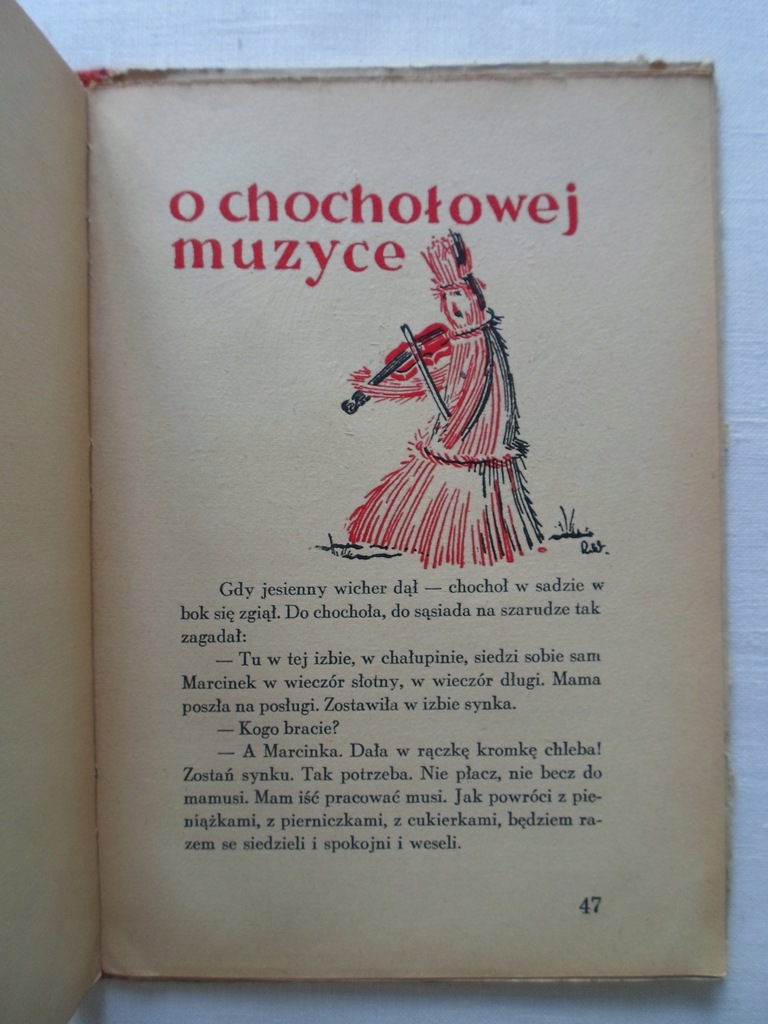 o chochołowej
muzyce
R.W.
Gdy jesienny wicher dął — chochoł w sadzie w
bok się zgiął. Do chochoła, do sąsiada na szarudze tak
zagadał:
— Tu w tej izbie, w chałupinie, siedzi sobie sam
Marcinek w wieczór słotny, w wieczór długi. Mama
poszła na posługi. Zostawiła w izbie synka.
— Kogo bracie?
— A Marcinka. Dała w rączkę kromkę chleba!
Zostań synku. Tak potrzeba. Nie płacz, nie becz do
mamusi. Mam iść pracować musi. Jak powróci z pie-
niążkami, z pierniczkami, z cukierkami, będziem ra-
zem se siedzieli i spokojni i weseli.
47